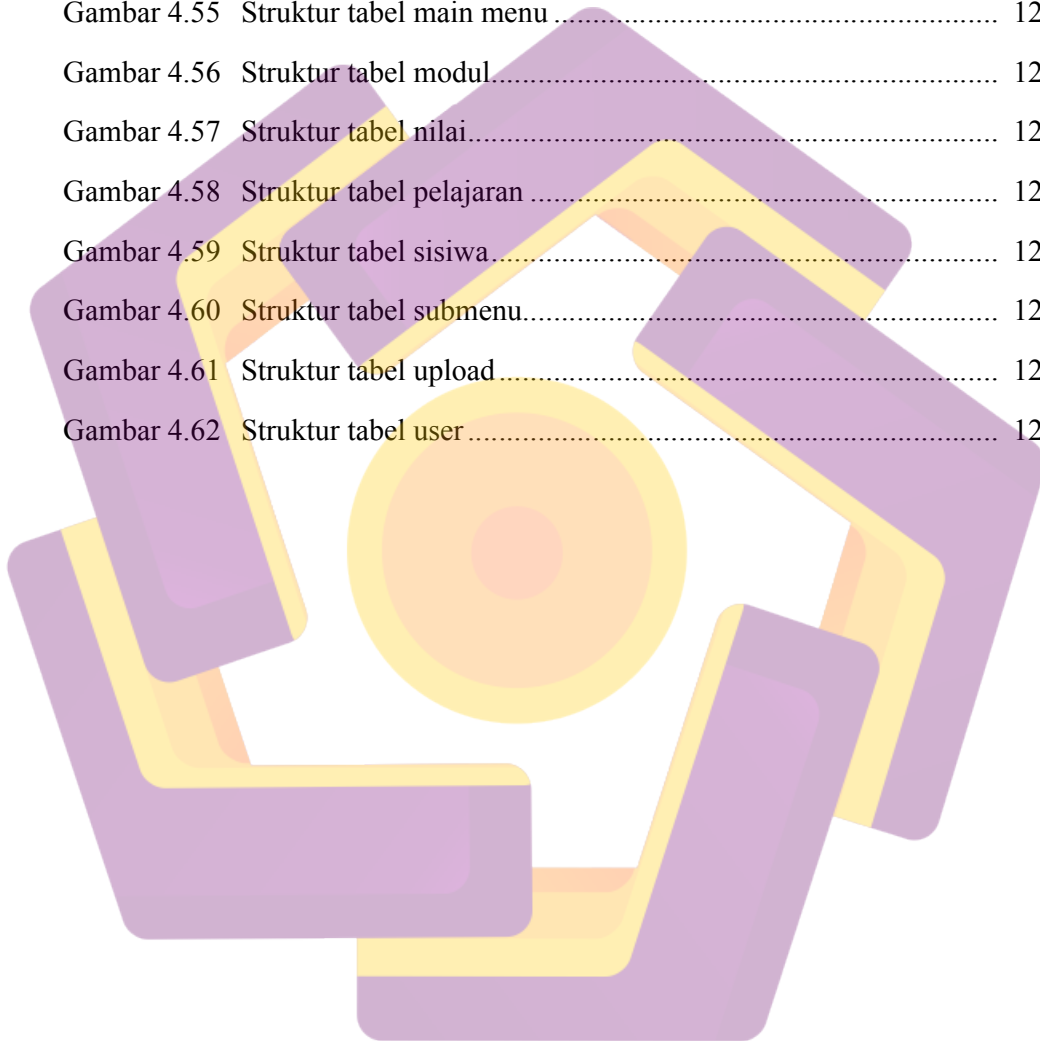 Gambar 4.55 Struktur tabel main menu ........................................................ 12
Gambar 4.56 Struktur tabel modul................................................................ 12
Gambar 4.57 Struktur tabel nilai................................................................... 12
Gambar 4.58 Struktur tabel pelajaran ........................................................... 12
Gambar 4.59 Struktur tabel sisiwa................................................................ 12
Gambar 4.60 Struktur tabel submenu............................................................ 12
Gambar 4.61 Struktur tabel upload............................................................... 12
Gambar 4.62 Struktur tabel user ................................................................... 12